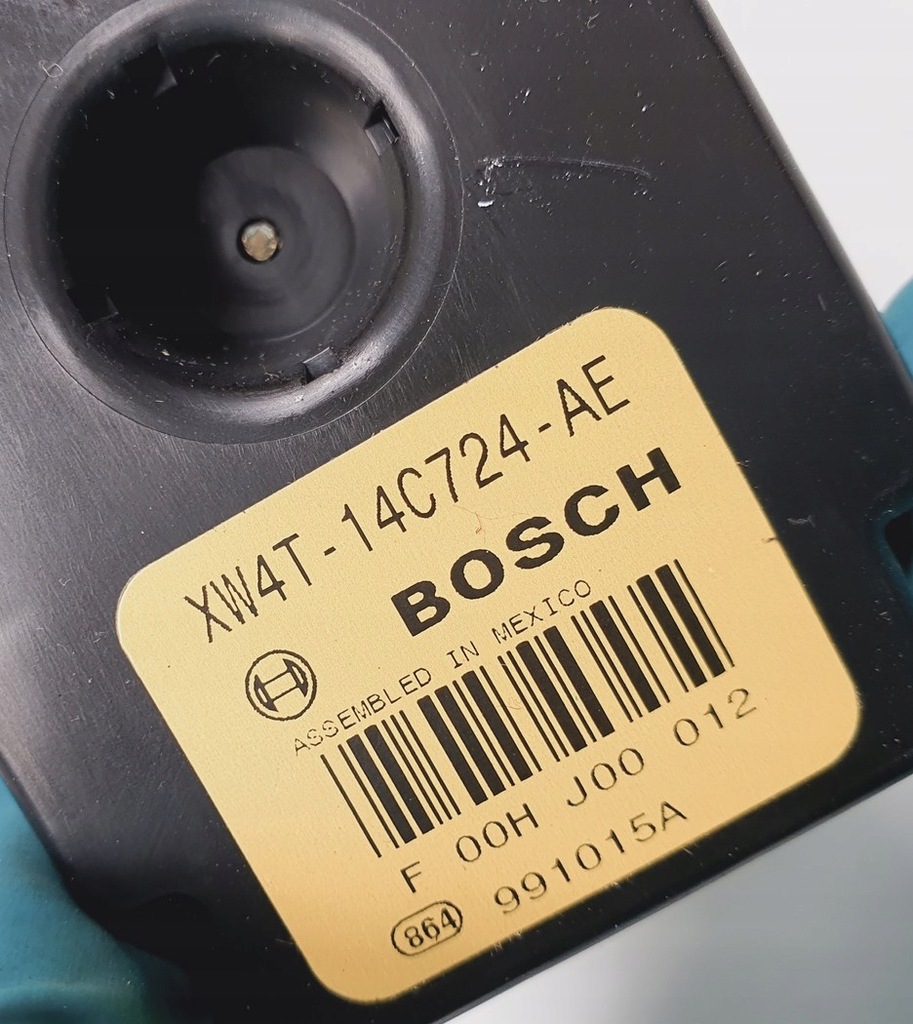 XW4T-14C724-AE
BOSCH
ASSEMBLED IN MEXICO
F 00H J00 012
864 991015A